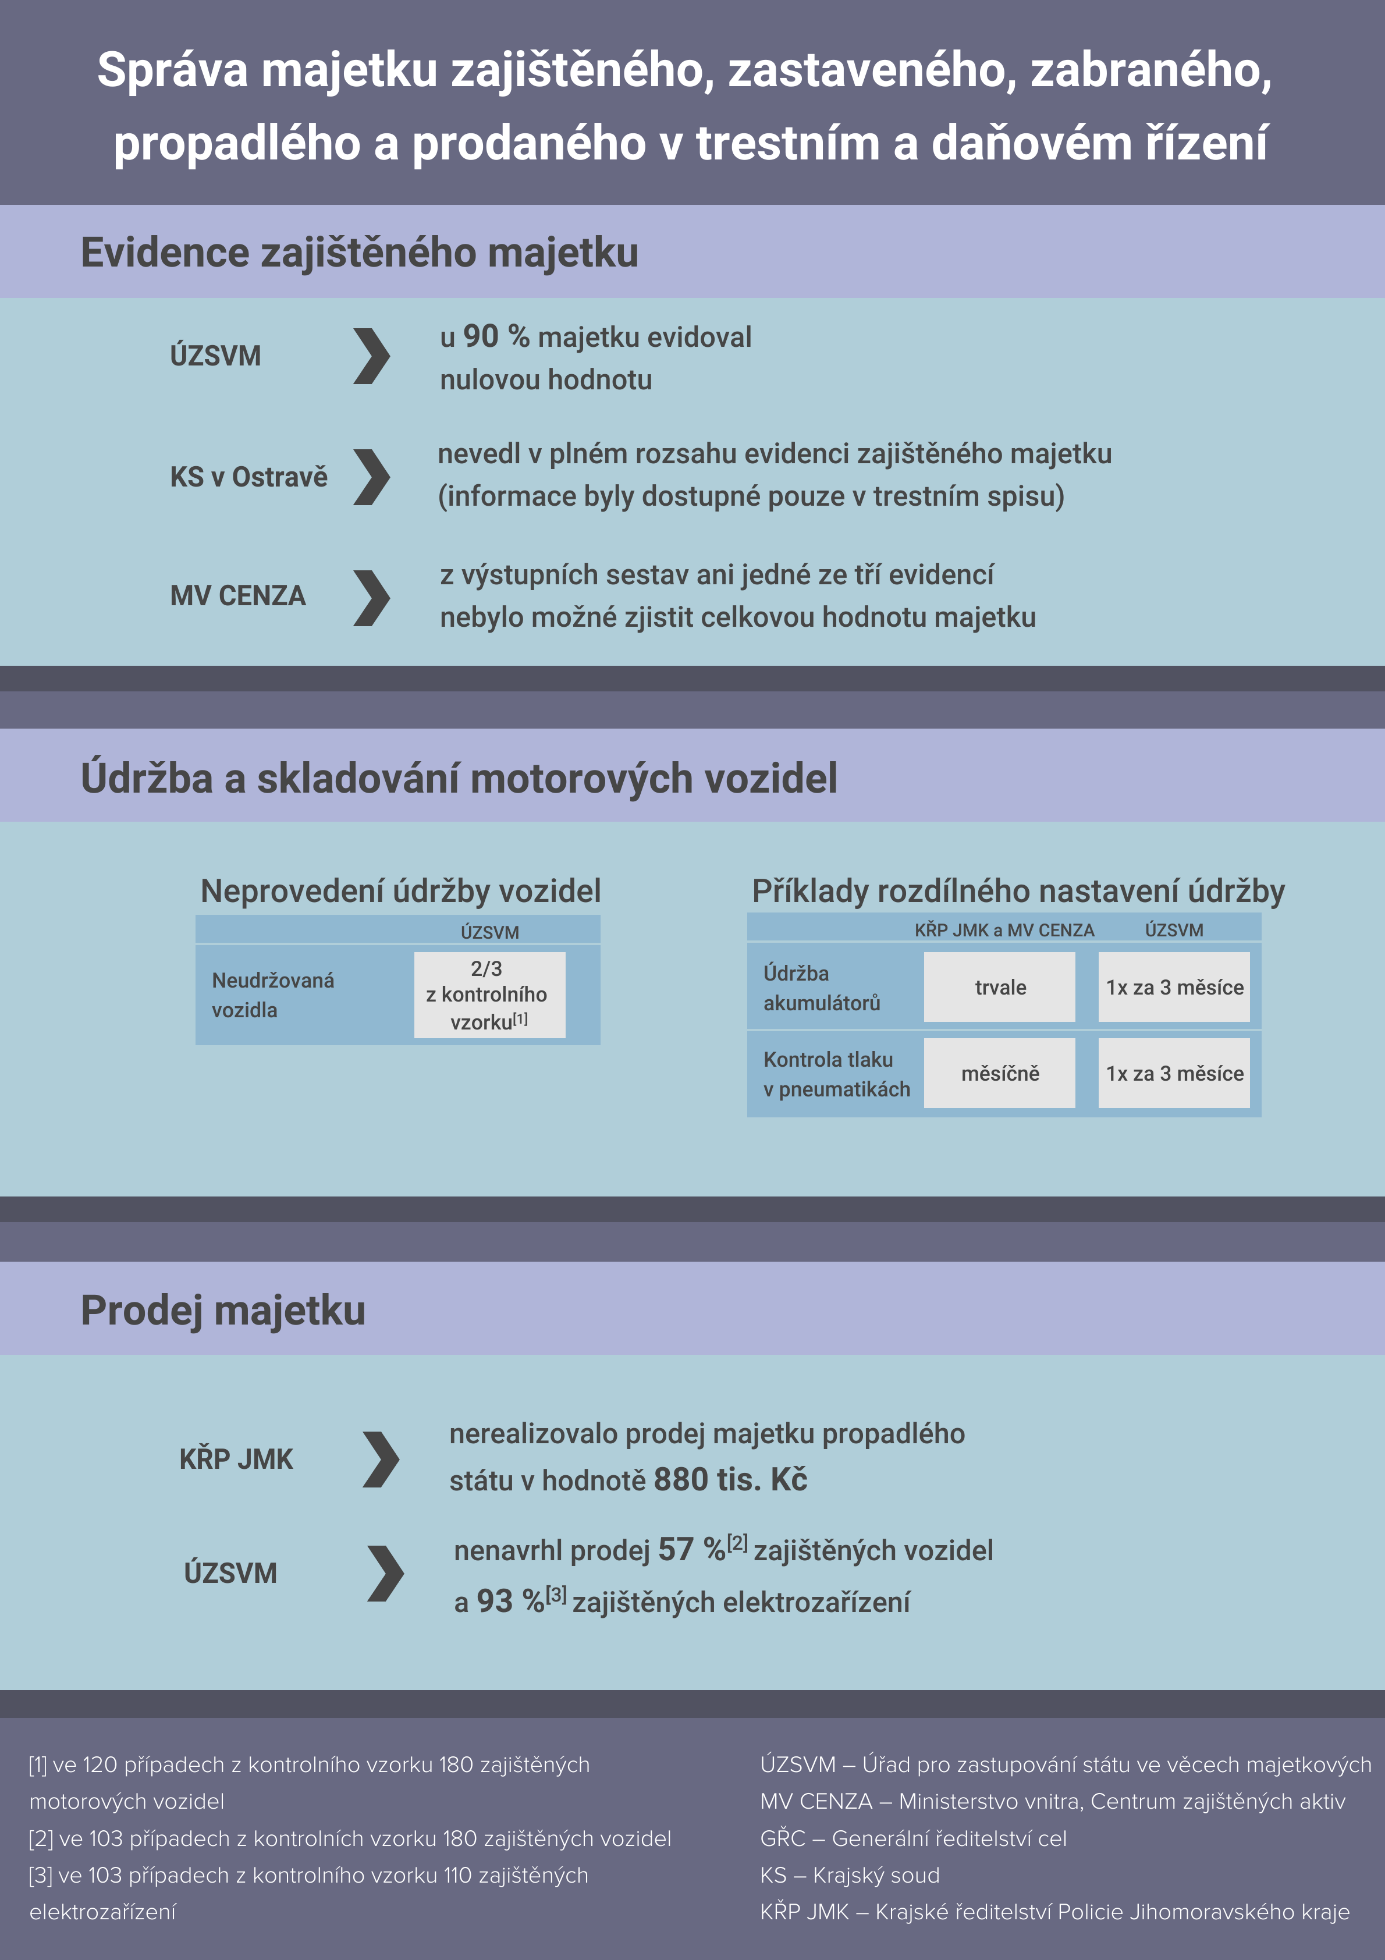 Správa majetku zajištěného, zastaveného, zabraného,
propadlého a prodaného v trestním a daňovém řízení
Evidence zajištěného majetku
ÚZSVM
u 90 % majetku evidoval
nulovou hodnotu
KS v Ostravě
nevedl v plném rozsahu evidenci zajištěného majetku
(informace byly dostupné pouze v trestním spisu)
MV CENZA
z výstupních sestav ani jedné ze tří evidencí
nebylo možné zjistit celkovou hodnotu majetku
Údržba a skladování motorových vozidel
Neprovedení údržby vozidel
ÚZSVM
Neudržovaná
vozidla
2/3
z kontrolního
vzorku[1]
Příklady rozdílného nastavení údržby
KŘP JMK a MV CENZA ÚZSVM
Údržba
akumulátorů
trvale
1x za 3 měsíce
Kontrola tlaku
v pneumatikách
měsíčně
1x za 3 měsíce
Prodej majetku
KŘP JMK
nerealizovalo prodej majetku propadlého
státu v hodnotě 880 tis. Kč
ÚZSVM
nenavrhl prodej 57 %[2] zajištěných vozidel
a 93 %[3] zajištěných elektrozařízení
[1] ve 120 případech z kontrolního vzorku 180 zajištěných
motorových vozidel
[2] ve 103 případech z kontrolních vzorku 180 zajištěných vozidel
[3] ve 103 případech z kontrolního vzorku 110 zajištěných
elektrozařízení
ÚZSVM – Úřad pro zastupování státu ve věcech majetkových
MV CENZA – Ministerstvo vnitra, Centrum zajištěných aktiv
GŘC – Generální ředitelství cel
KS – Krajský soud
KŘP JMK – Krajské ředitelství Policie Jihomoravského kraje